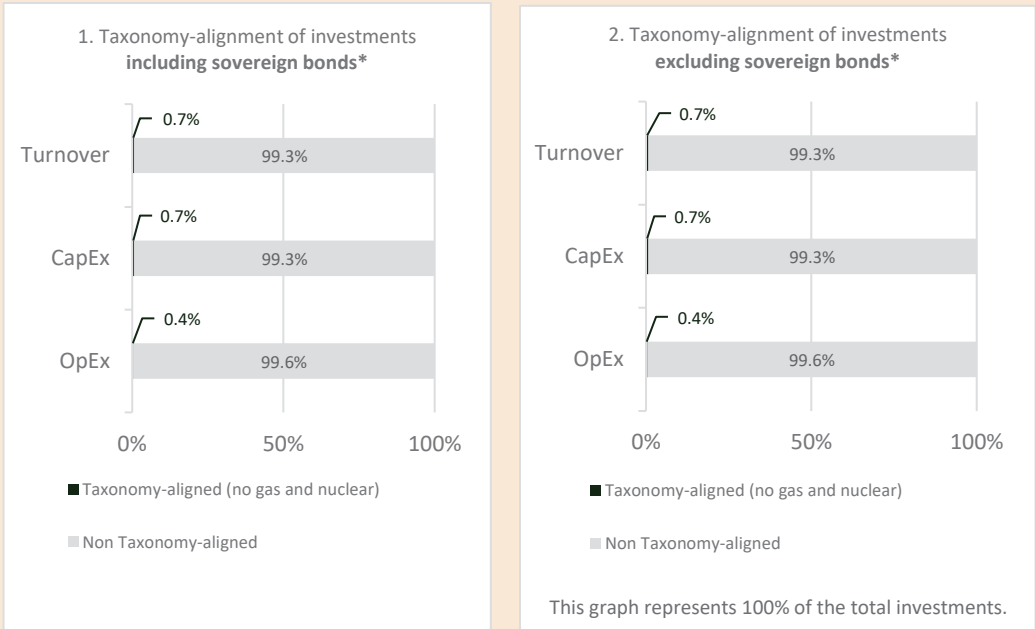 1. Taxonomy-alignment of investments
including sovereign bonds*
0.7%
Turnover
99.3%
0.7%
CapEx
99.3%
0.4%
OpEx
99.6%
0%
50%
100%
Taxonomy-aligned (no gas and nuclear)
Non Taxonomy-aligned
2. Taxonomy-alignment of investments
excluding sovereign bonds*
0.7%
Turnover
99.3%
0.7%
CapEx
99.3%
0.4%
OpEx
99.6%
0%
50%
100%
Taxonomy-aligned (no gas and nuclear)
Non Taxonomy-aligned
This graph represents 100% of the total investments.